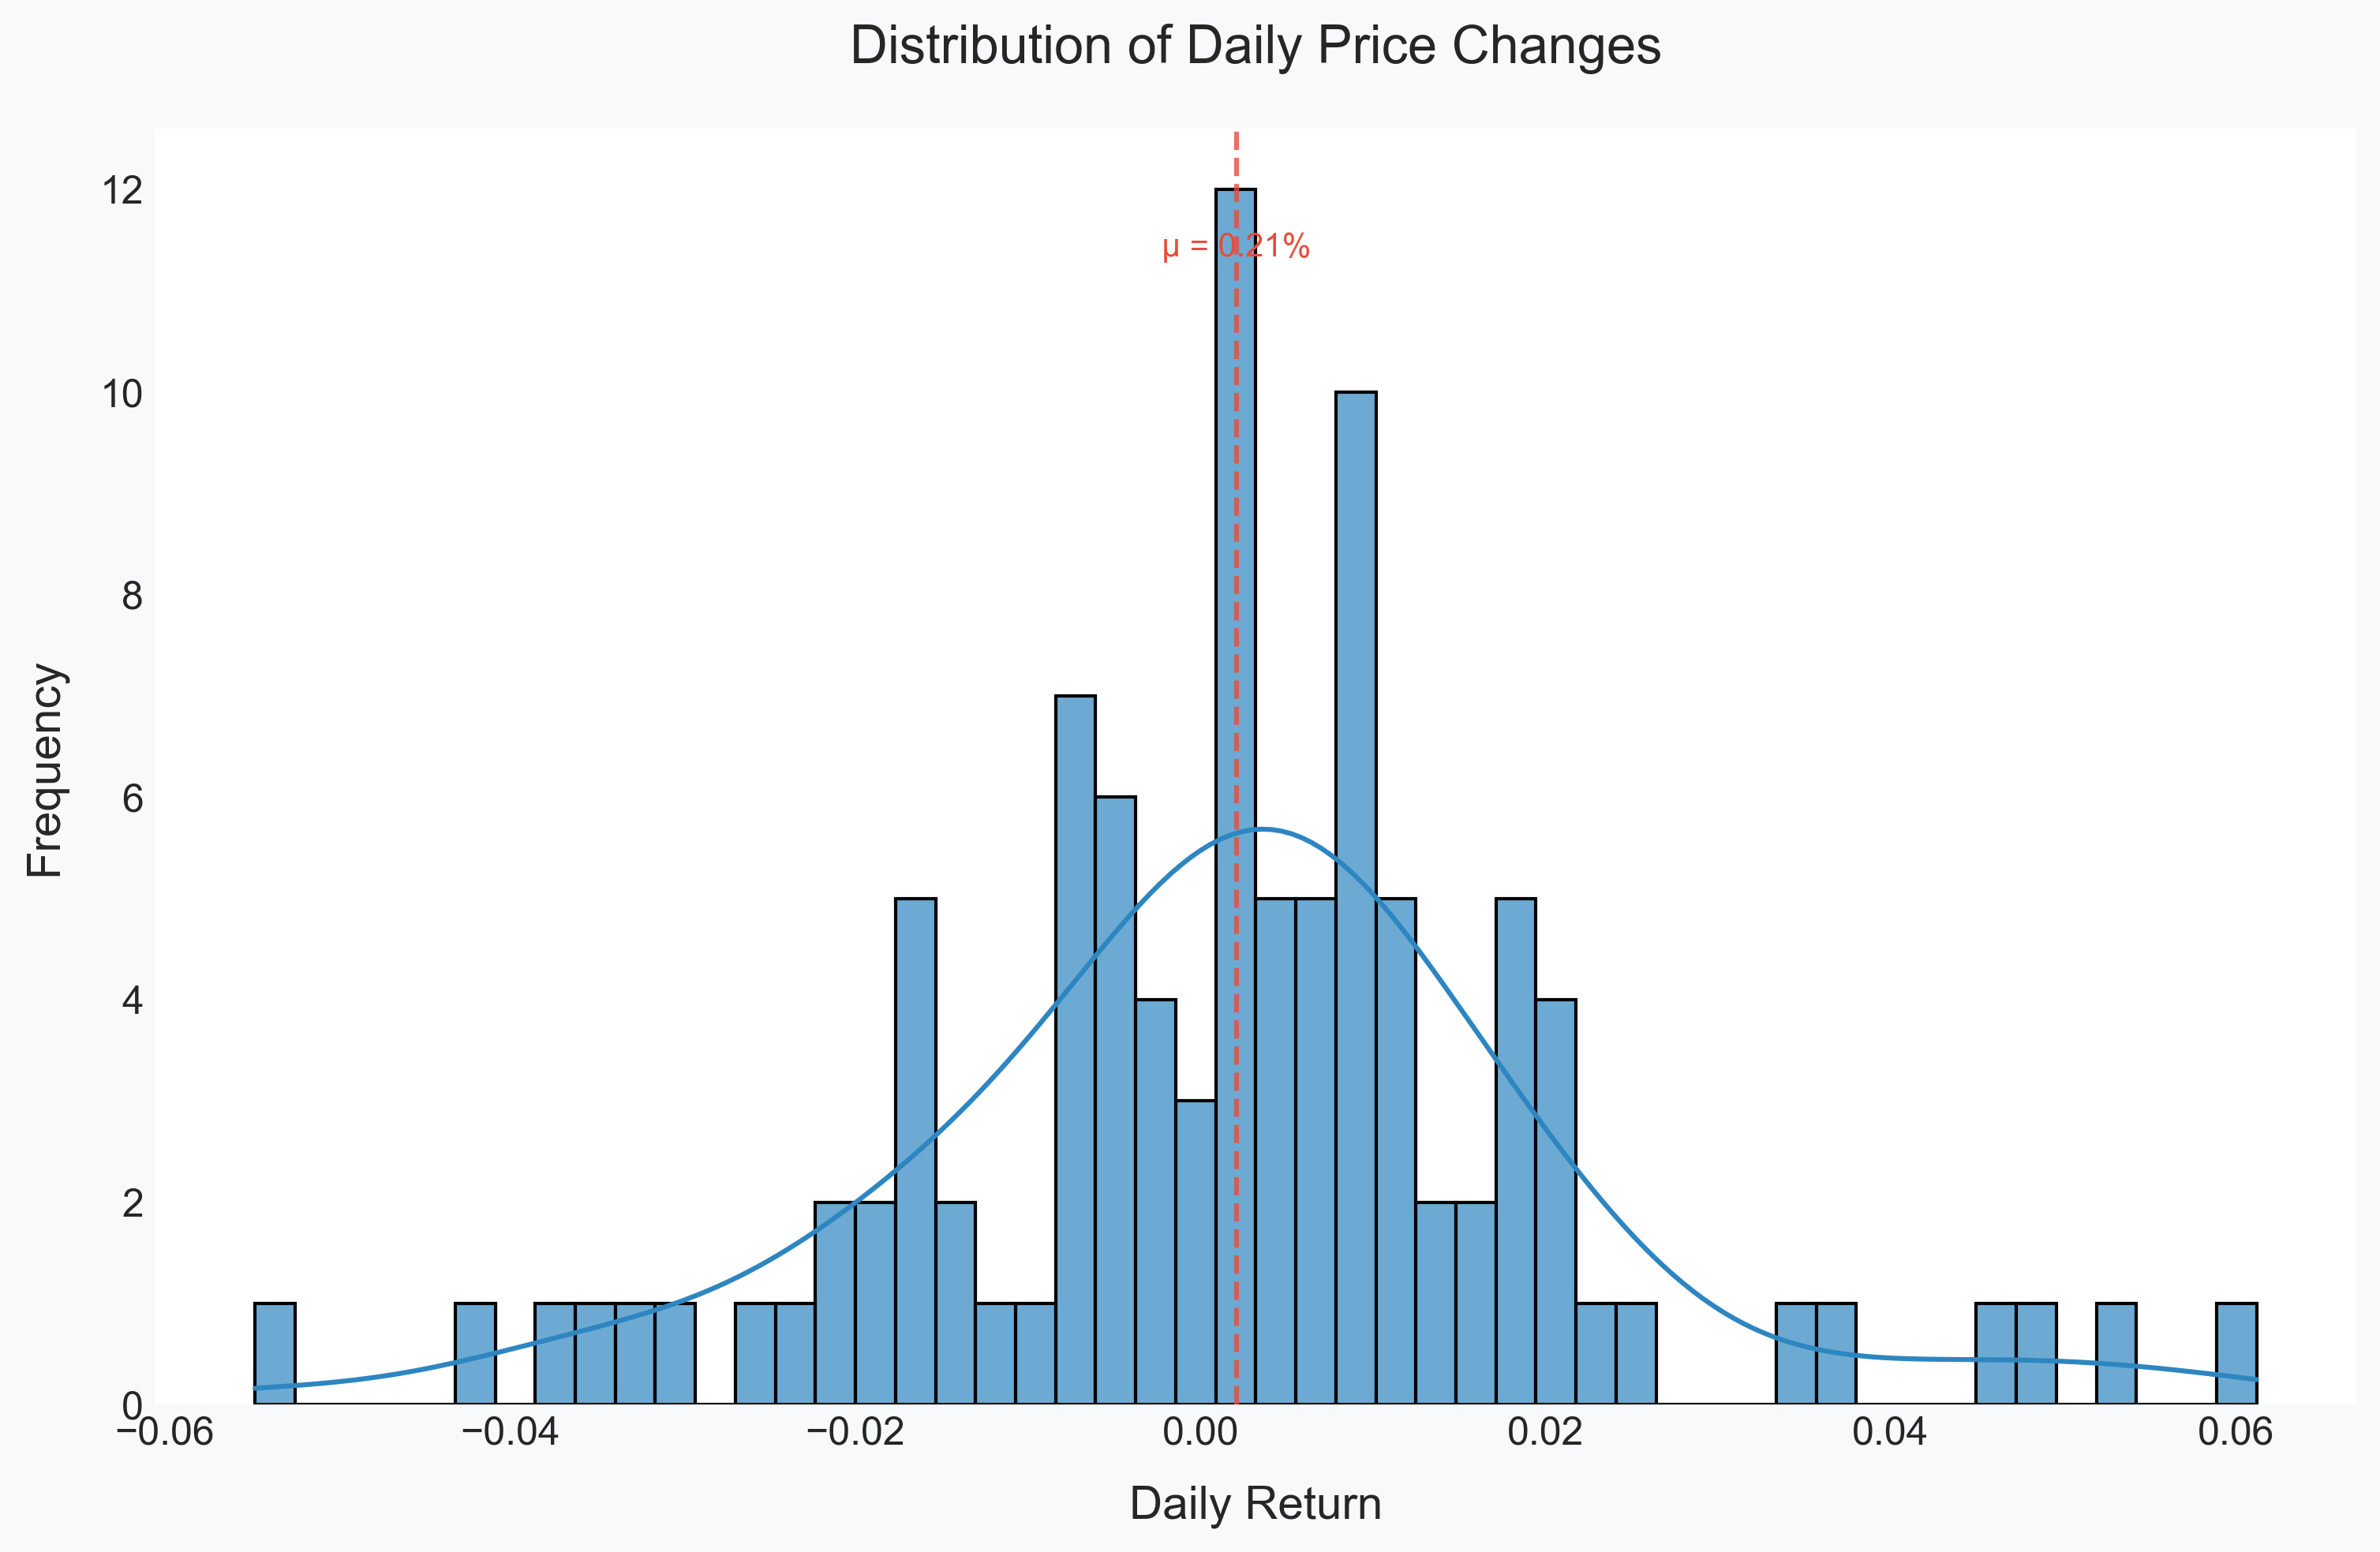 Distribution of Daily Price Changes
12
10
8
6
4
2
0
Frequency
μ = 0.21%
−0.06 −0.04 −0.02 0.00 0.02 0.04 0.06
Daily Return